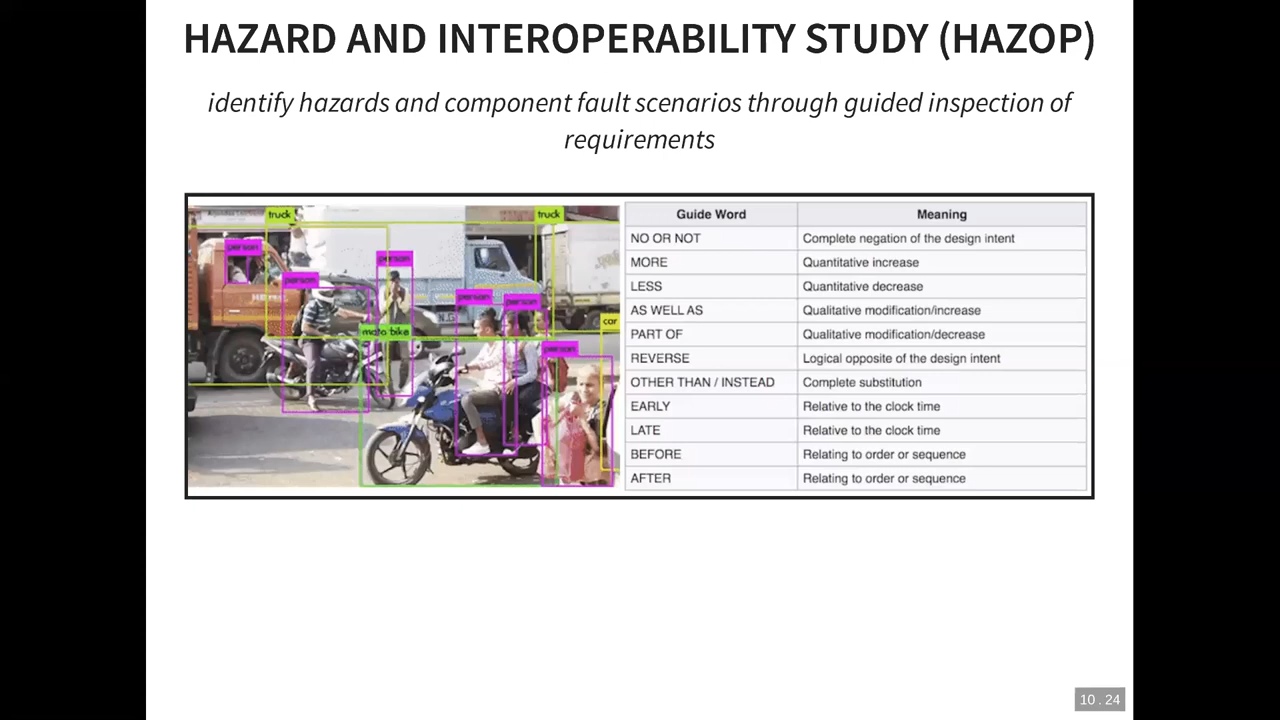 HAZARD AND INTEROPERABILITY STUDY (HAZOP)
identify hazards and component fault scenarios through guided inspection of
requirements
truck
truck
person
person
person
person
person
car
moto bike
person
Guide Word Meaning
NO OR NOT Complete negation of the design intent
MORE Quantitative increase
LESS Quantitative decrease
AS WELL AS Qualitative modification/increase
PART OF Qualitative modification/decrease
REVERSE Logical opposite of the design intent
OTHER THAN / INSTEAD Complete substitution
EARLY Relative to the clock time
LATE Relative to the clock time
BEFORE Relating to order or sequence
AFTER Relating to order or sequence
10 . 24